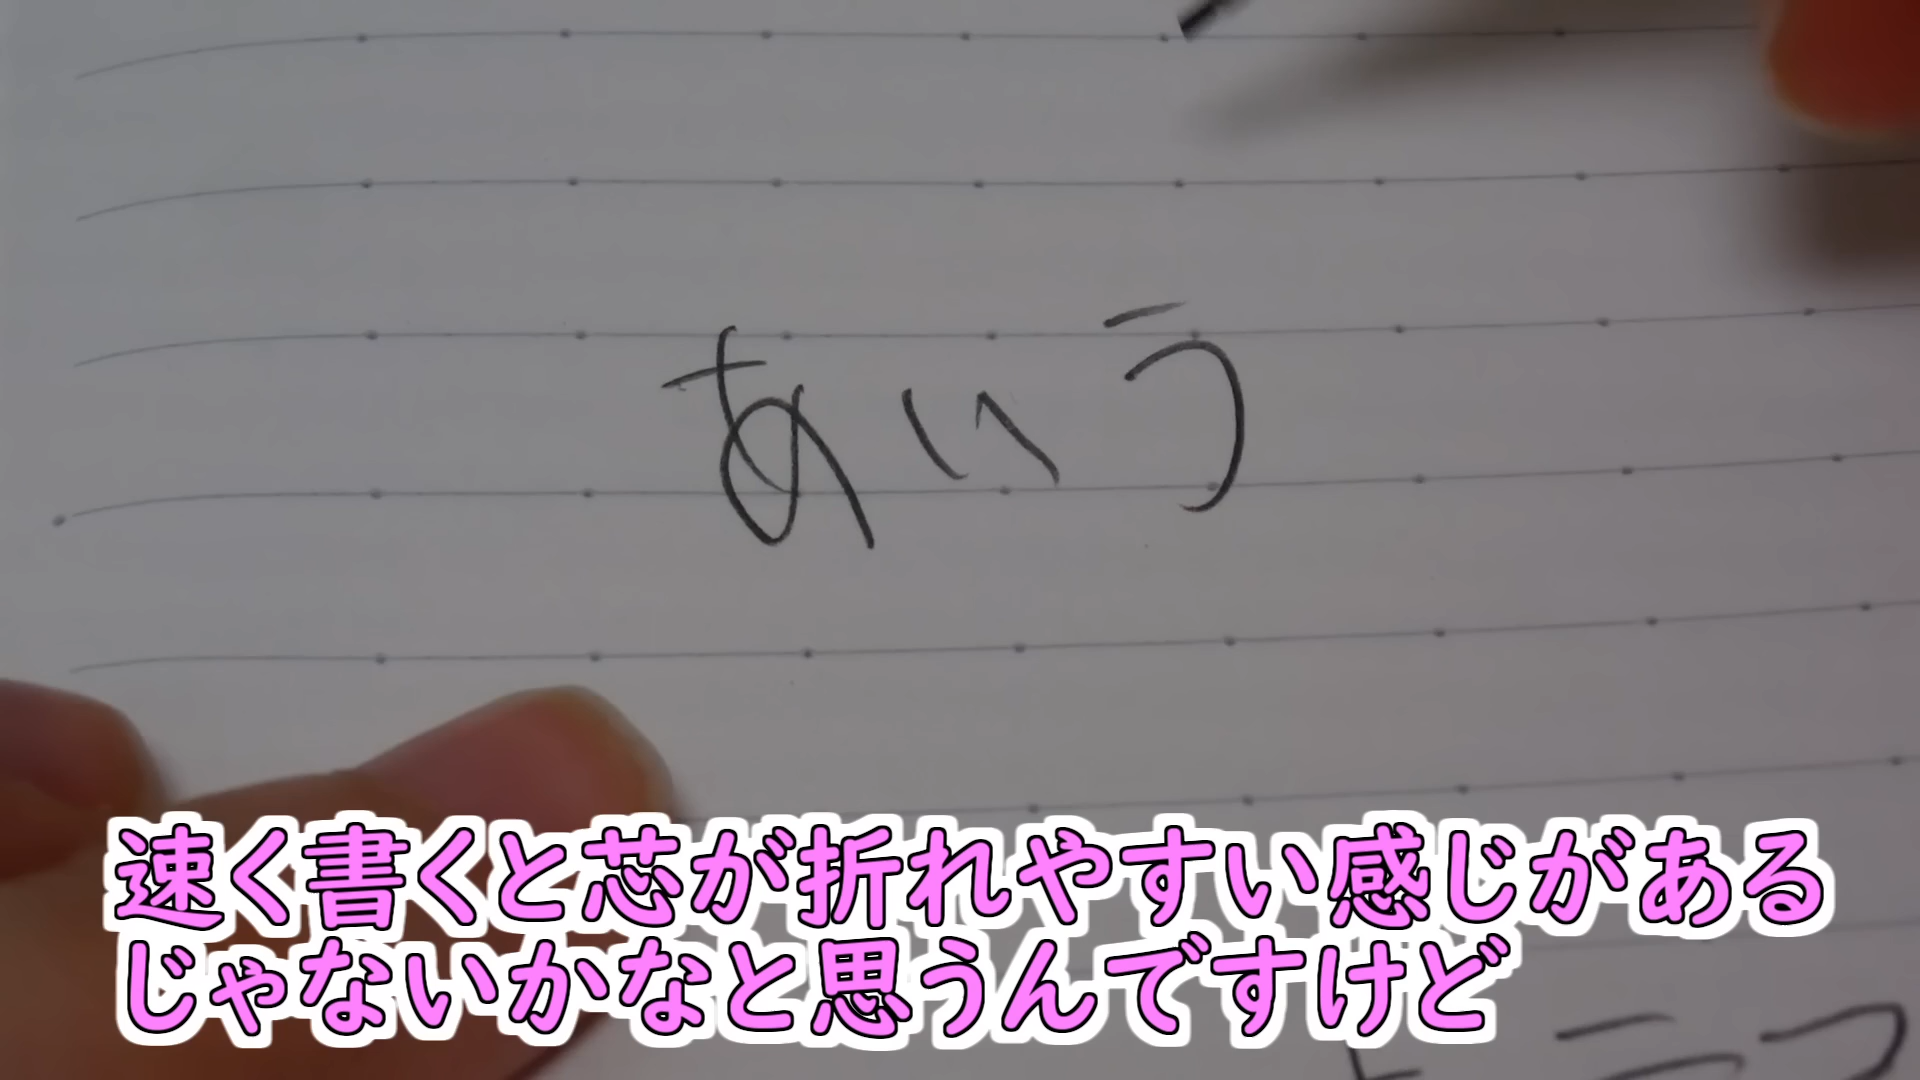 あいう
速く書くと芯が折れやすい感じがある
じゃないかなと思うんですけど